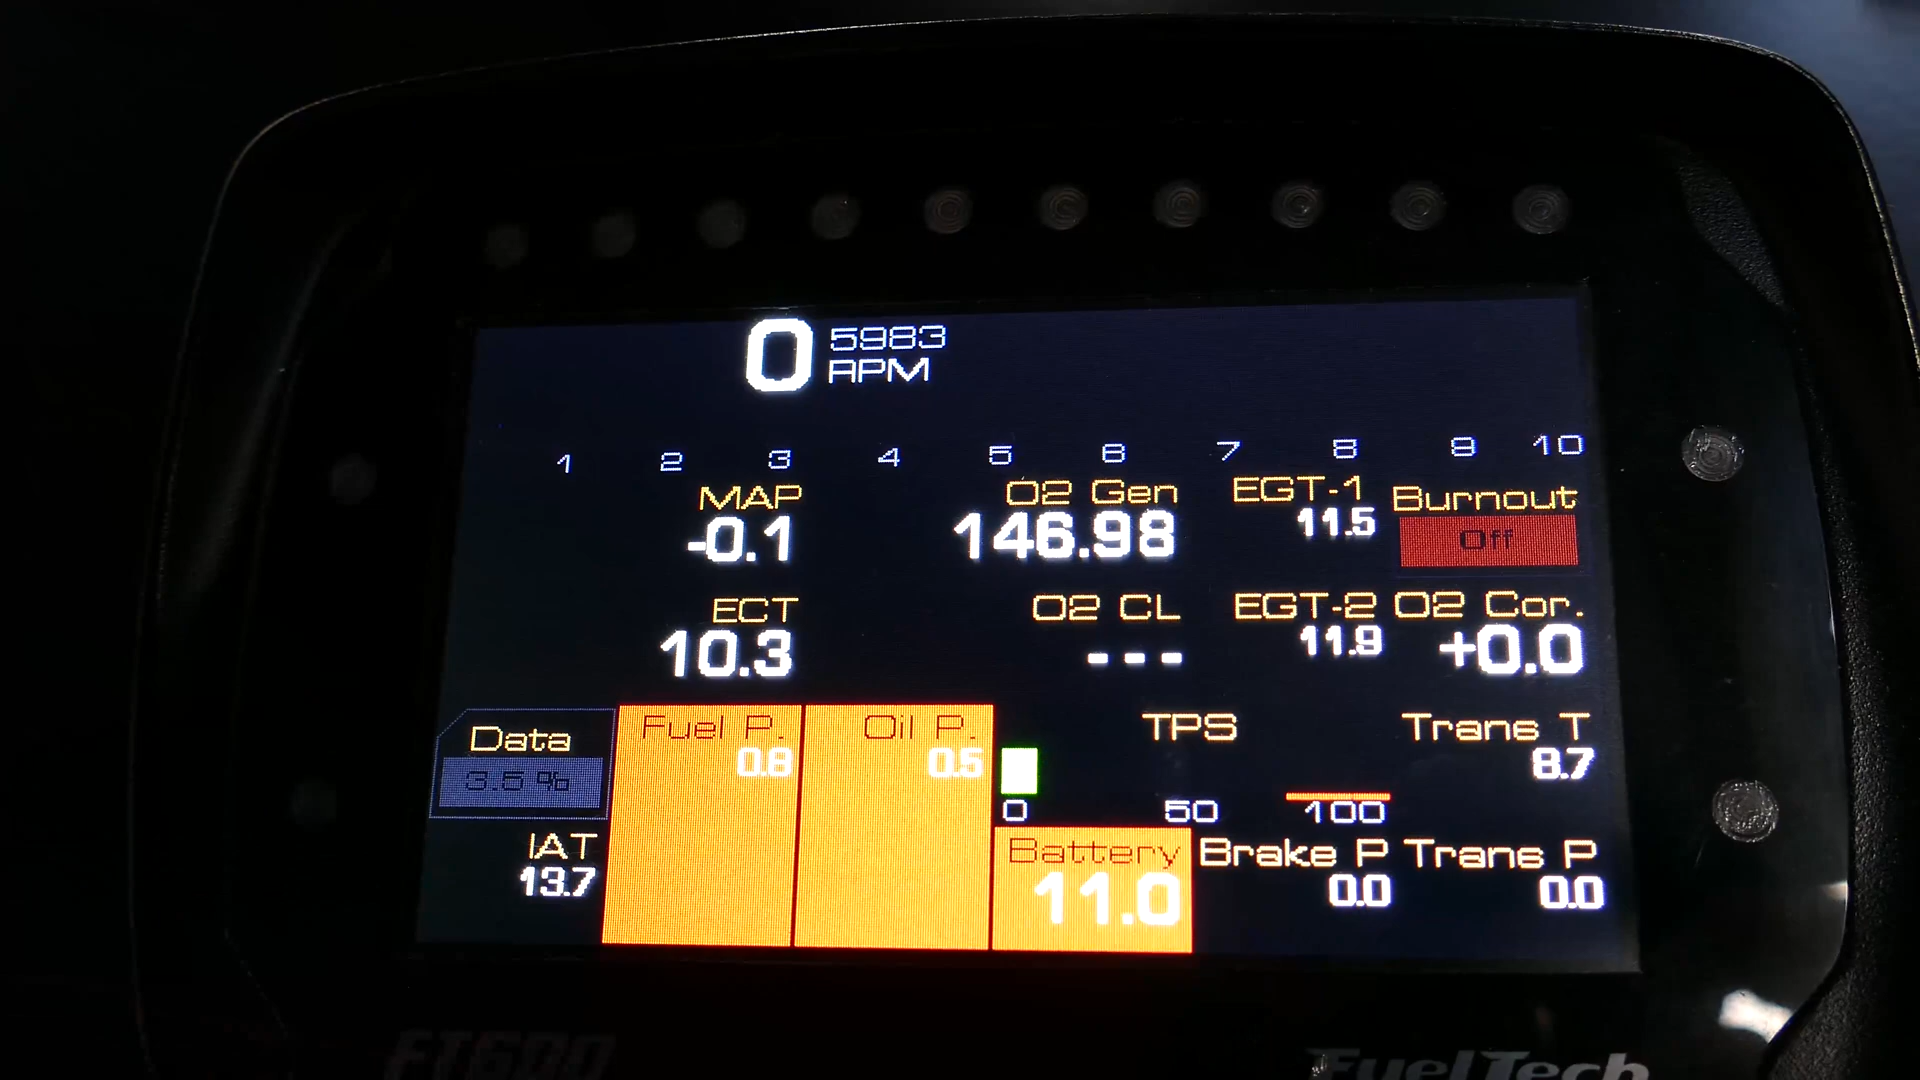 0 5983
RPM
1 2 3 4 5 6 7 8 9 10
MAP O2 Gen EGT-1 Burnout
-0.1 146.98 11.5 Off
ECT O2 CL EGT-2 O2 Cor.
10.3 --- 11.9 +0.0
Data Fuel P. Oil P. TPS Trans T
3.5 % 0.8 0.5 8.7
0 50 100
IAT Battery Brake P Trans P
13.7 11.0 0.0 0.0
FT600 FuelTech